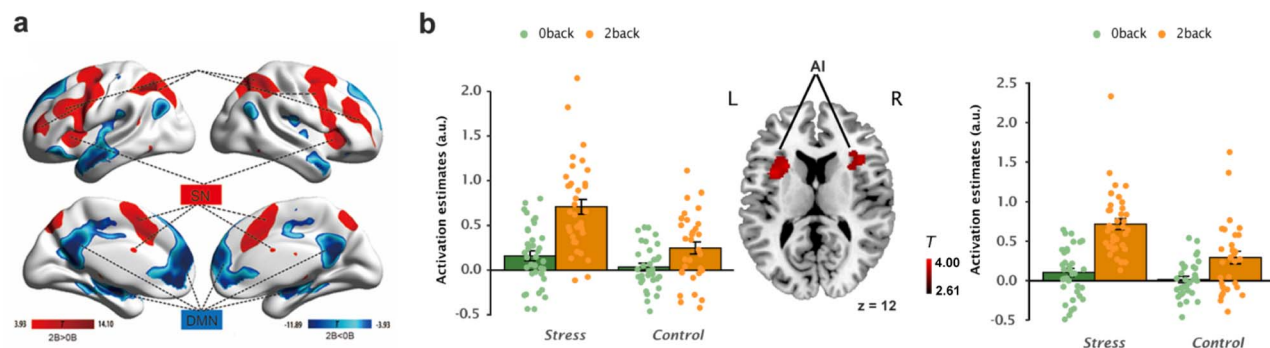 a
SN
DMN
3.93 T 14.10
2B>0B
-11.89 T -3.93
2B<0B
b
0back 2back
Activation estimates (a.u.)
2.0
1.5
1.0
0.5
0.0
-0.5
Stress Control
AI
L R
T
4.00
2.61
z = 12
0back 2back
Activation estimates (a.u.)
2.5
2.0
1.5
1.0
0.5
0.0
-0.5
Stress Control